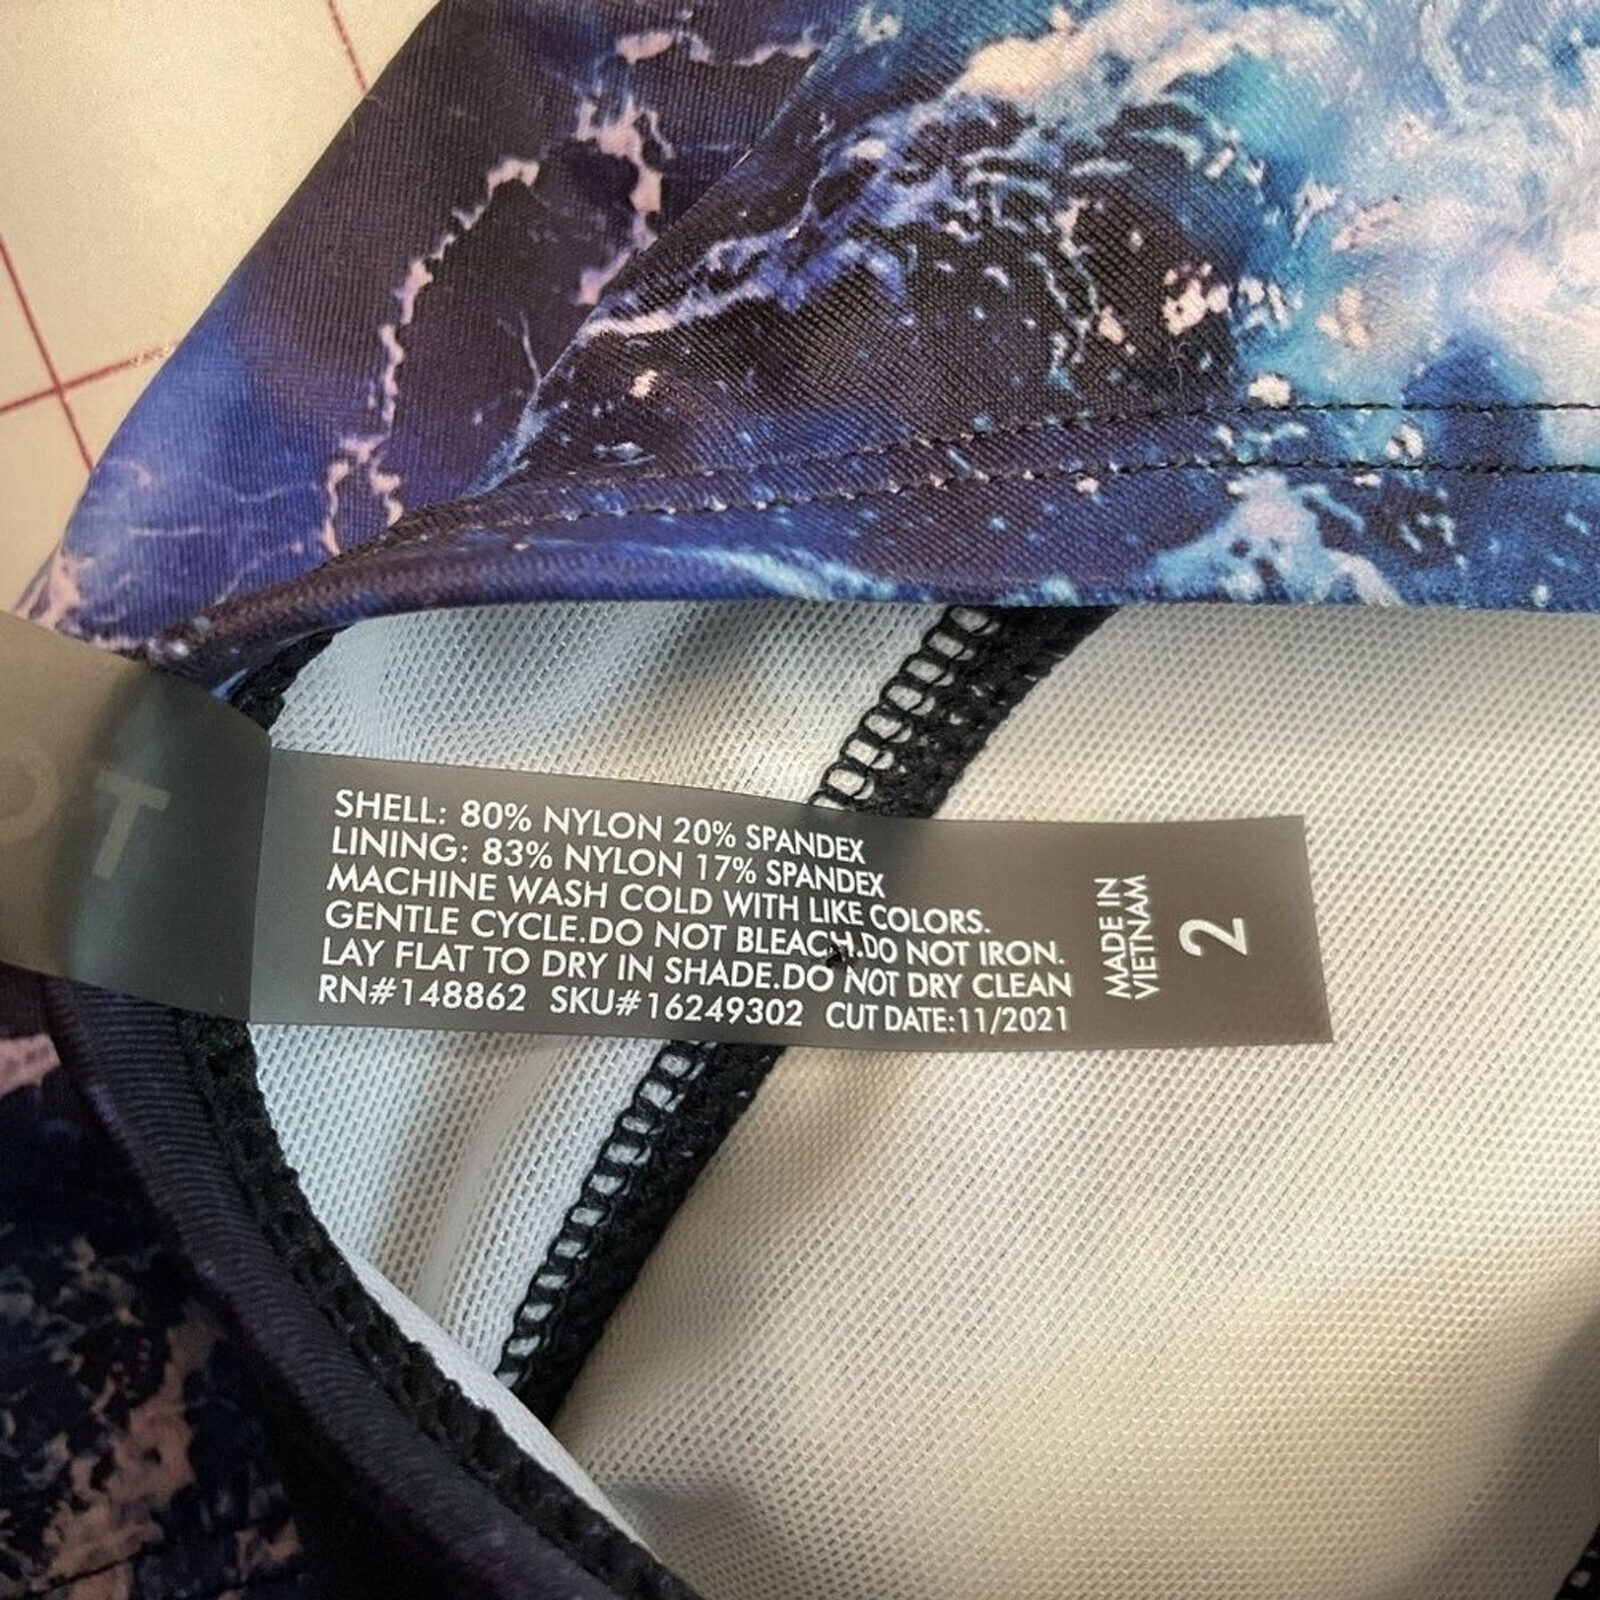 OT
SHELL: 80% NYLON 20% SPANDEX
LINING: 83% NYLON 17% SPANDEX
MACHINE WASH COLD WITH LIKE COLORS.
GENTLE CYCLE.DO NOT BLEACH.DO NOT IRON.
LAY FLAT TO DRY IN SHADE.DO NOT DRY CLEAN
RN#148862 SKU#16249302 CUT DATE:11/2021
MADE IN
VIETNAM
2